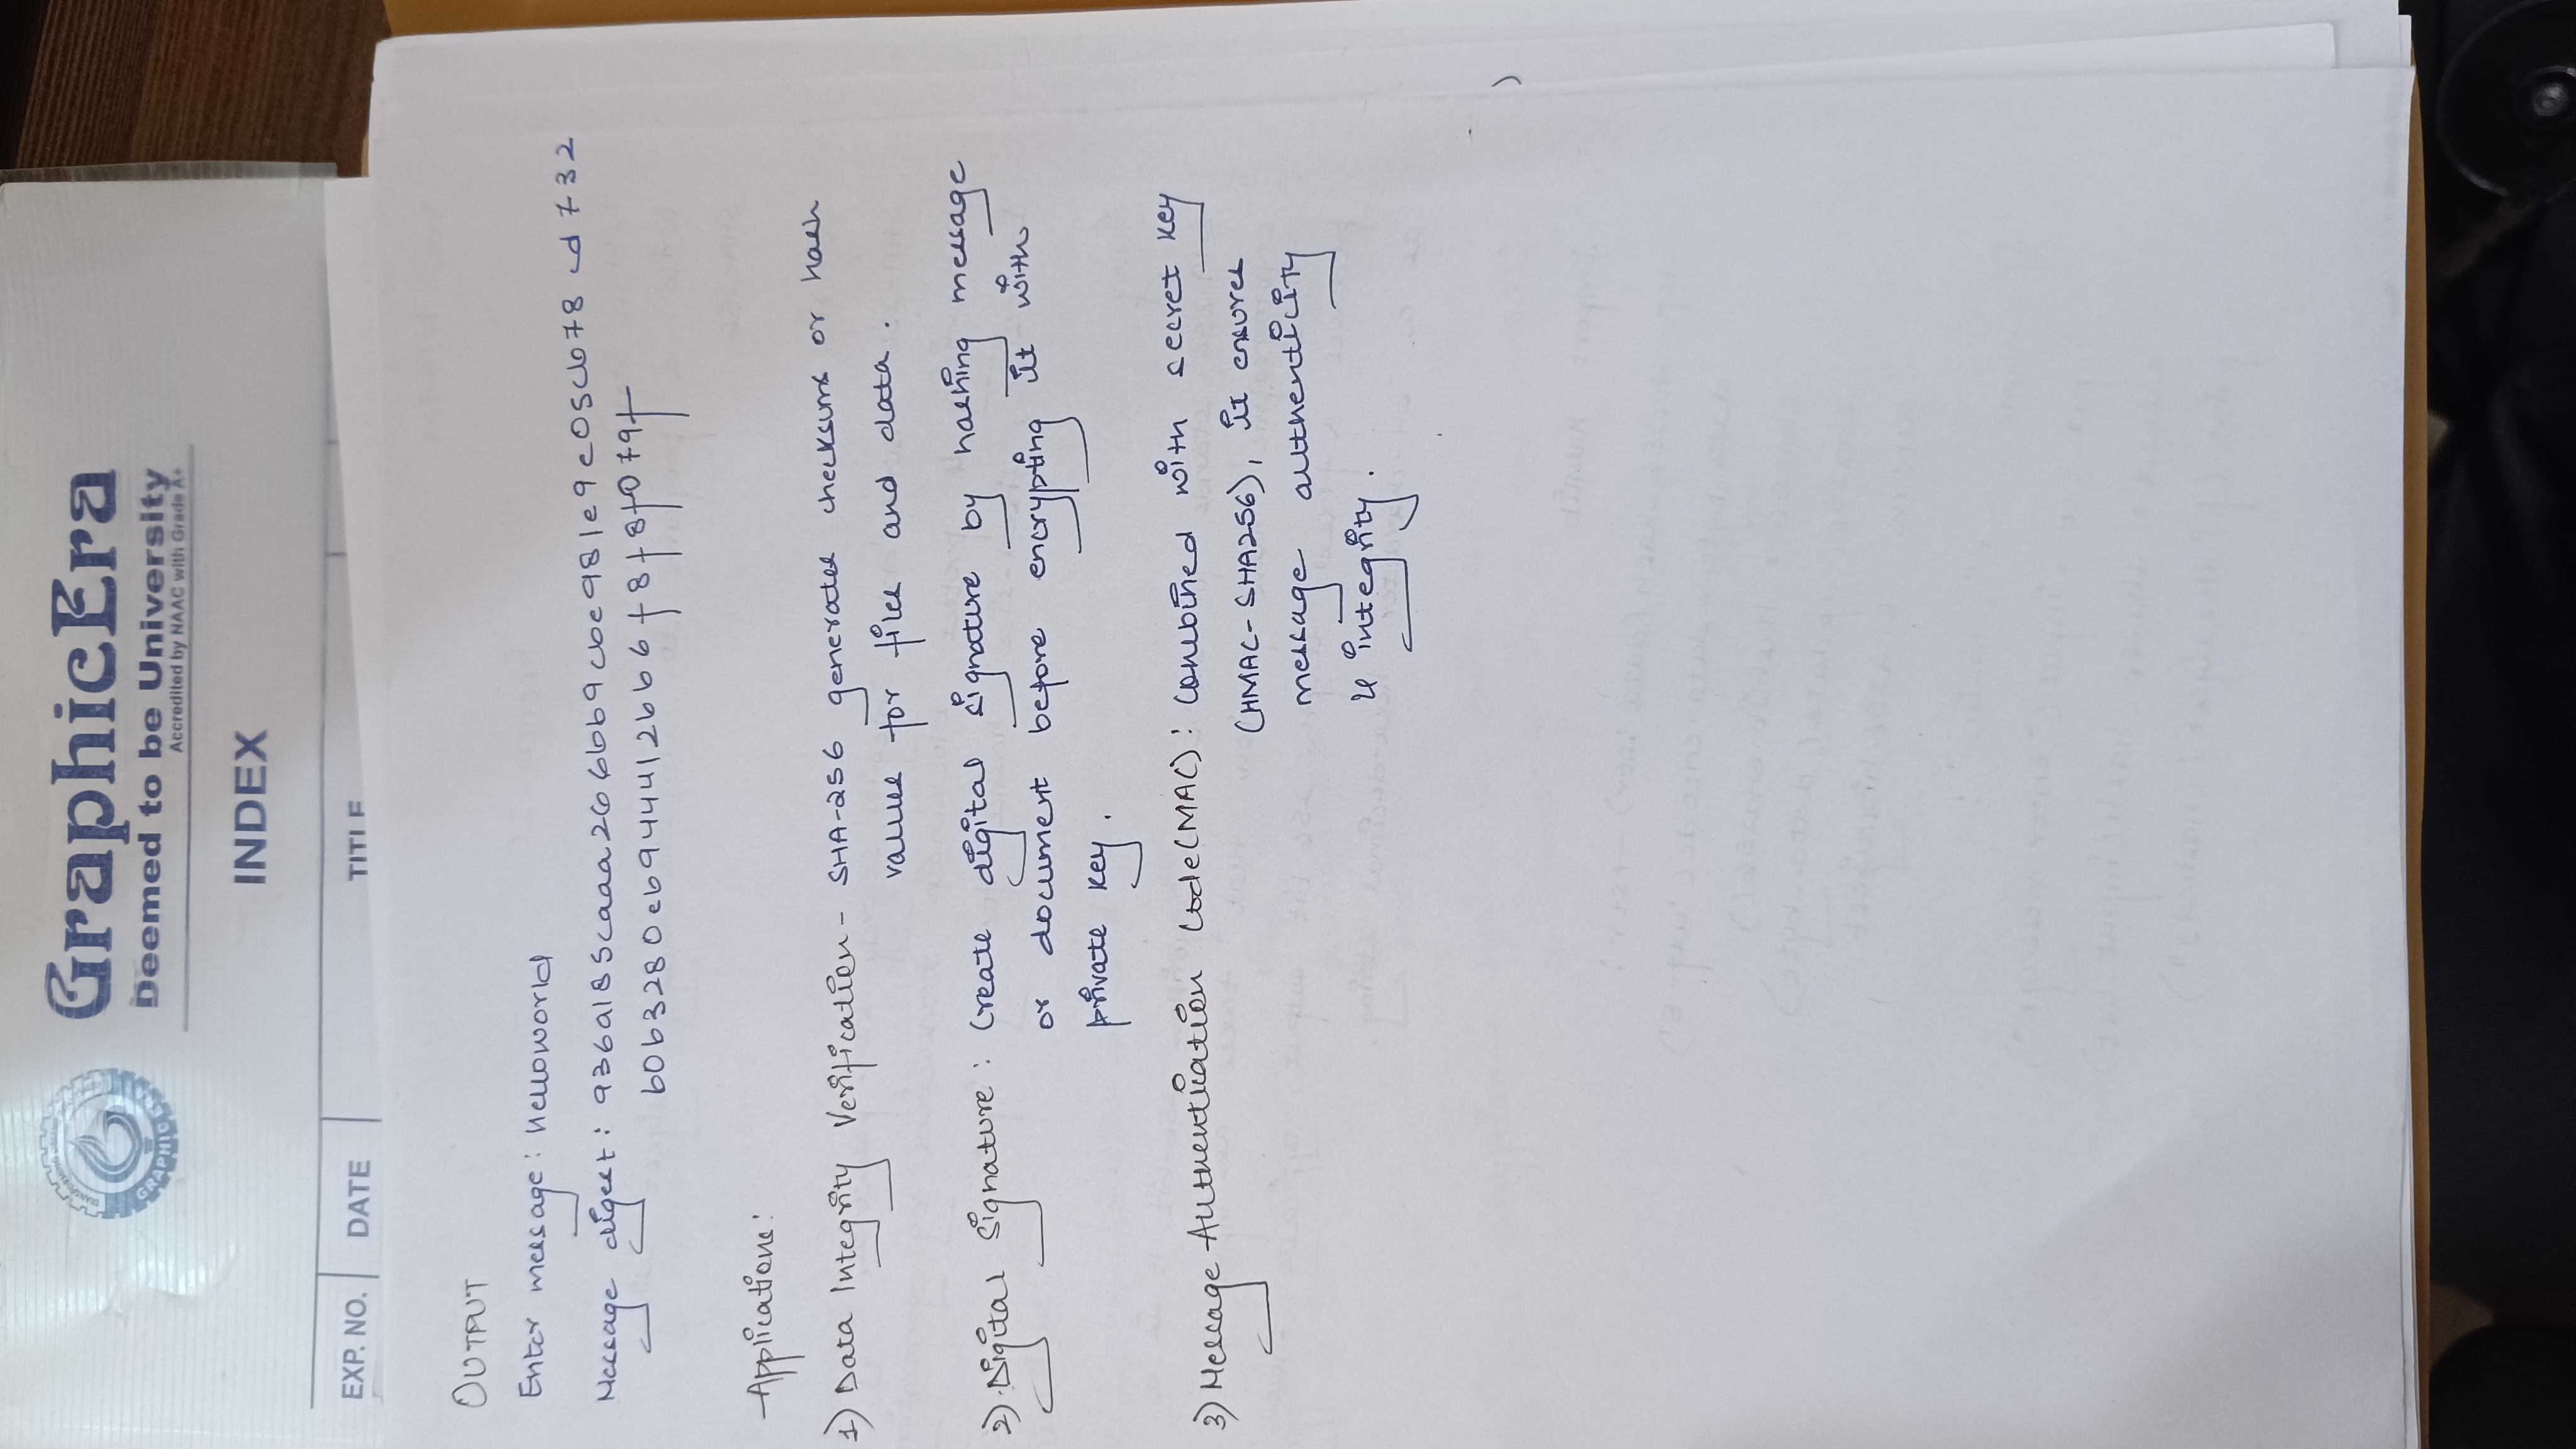 GraphicEra
Deemed to be University
Accredited by NAAC with Grade A+
INDEX
EXP. NO. DATE TITLE
OUTPUT
Enter message: helloworld
Message digest: 936a185caaa266bb9cbe981e9e05cb78cd732
b0b3280eb944412bb6f8f8f07af
Applications:
1) Data Integrity Verification- SHA-256 generates checksums or hash
values for files and data.
2) Digital Signature: Create digital signature by hashing message
or document before encrypting it with
private key.
3) Message Authentication Code(MAC): Combined with secret key
(HMAC-SHA256), it ensures
message authenticity
& integrity.